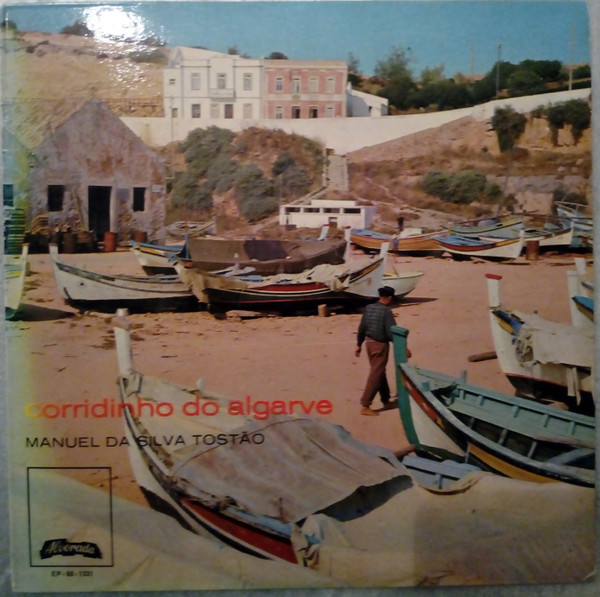 corridinho do algarve
MANUEL DA SILVA TOSTÃO
Alvorada